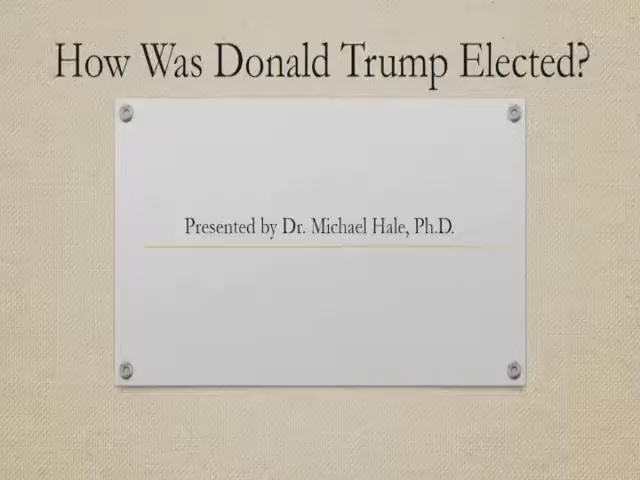 How Was Donald Trump Elected?
Presented by Dr. Michael Hale, Ph.D.